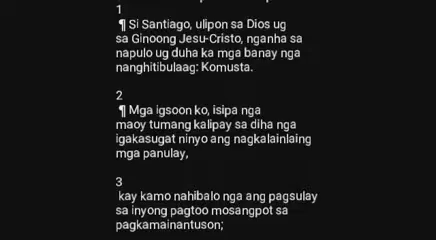 1
¶ Si Santiago, ulipon sa Dios ug
sa Ginoong Jesu-Cristo, nganha sa
napulo ug duha ka mga banay nga
nanghitibulaag: Komusta.
2
¶ Mga igsoon ko, isipa nga
maoy tumang kalipay sa diha nga
igakasugat ninyo ang nagkalainlaing
mga panulay,
3
kay kamo nahibalo nga ang pagsulay
sa inyong pagtoo mosangpot sa
pagkamainantuson;